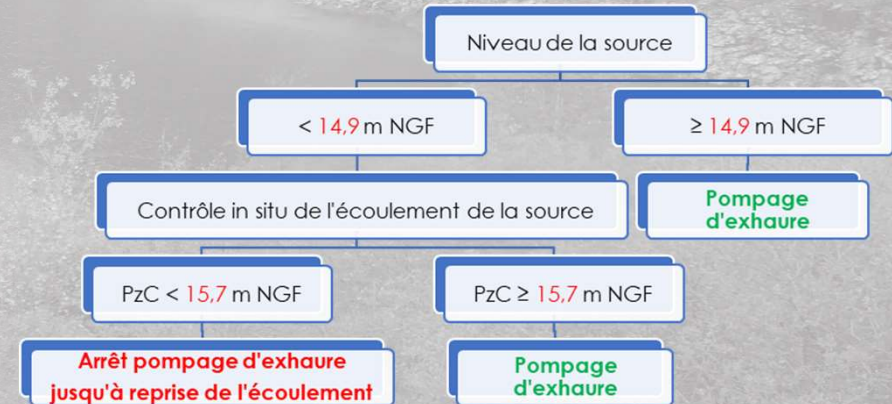 Niveau de la source
< 14,9 m NGF
≥ 14,9 m NGF
Contrôle in situ de l'écoulement de la source
Pompage
d'exhaure
PzC < 15,7 m NGF
PzC ≥ 15,7 m NGF
Arrêt pompage d'exhaure
jusqu'à reprise de l'écoulement
Pompage
d'exhaure